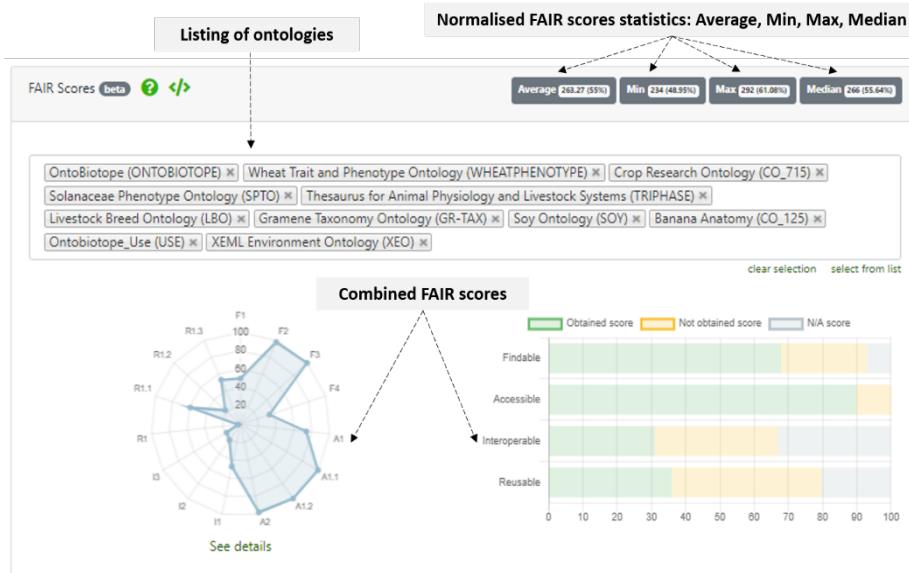 Normalised FAIR scores statistics: Average, Min, Max, Median
Listing of ontologies
FAIR Scores beta ? </>
Average 263.27 (55%) Min 234 (48.95%) Max 292 (61.08%) Median 266 (55.64%)
OntoBiotope (ONTOBIOTOPE) × Wheat Trait and Phenotype Ontology (WHEATPHENOTYPE) × Crop Research Ontology (CO_715) ×
Solanaceae Phenotype Ontology (SPTO) × Thesaurus for Animal Physiology and Livestock Systems (TRIPHASE) ×
Livestock Breed Ontology (LBO) × Gramene Taxonomy Ontology (GR-TAX) × Soy Ontology (SOY) × Banana Anatomy (CO_125) ×
Ontobiotope_Use (USE) × XEML Environment Ontology (XEO) ×
clear selection select from list
Combined FAIR scores
F1
R1.3
F2
R1.2
F3
R1.1
F4
R1
A1
I3
A1.1
I2
A1.2
I1
A2
100
80
60
40
20
See details
Obtained score Not obtained score N/A score
Findable
Accessible
Interoperable
Reusable
0 10 20 30 40 50 60 70 80 90 100